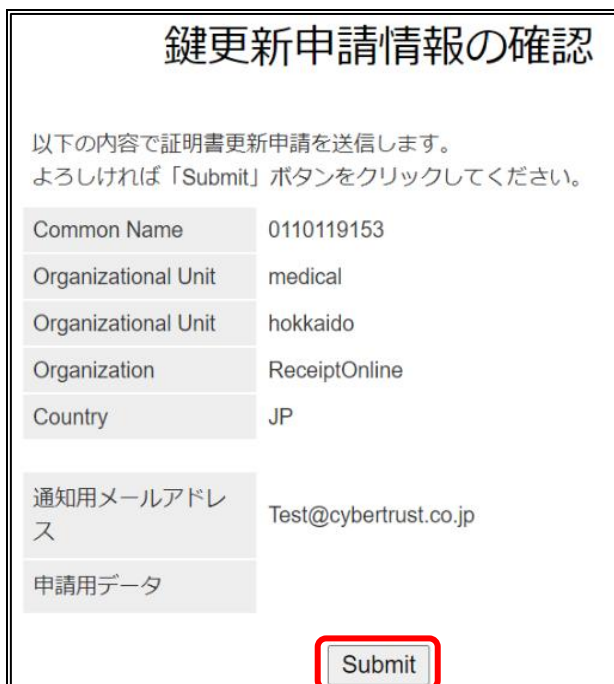 鍵更新申請情報の確認
以下の内容で証明書更新申請を送信します。
よろしければ「Submit」ボタンをクリックしてください。
Common Name 0110119153
Organizational Unit medical
Organizational Unit hokkaido
Organization ReceiptOnline
Country JP
通知用メールアドレ
ス Test@cybertrust.co.jp
申請用データ
Submit